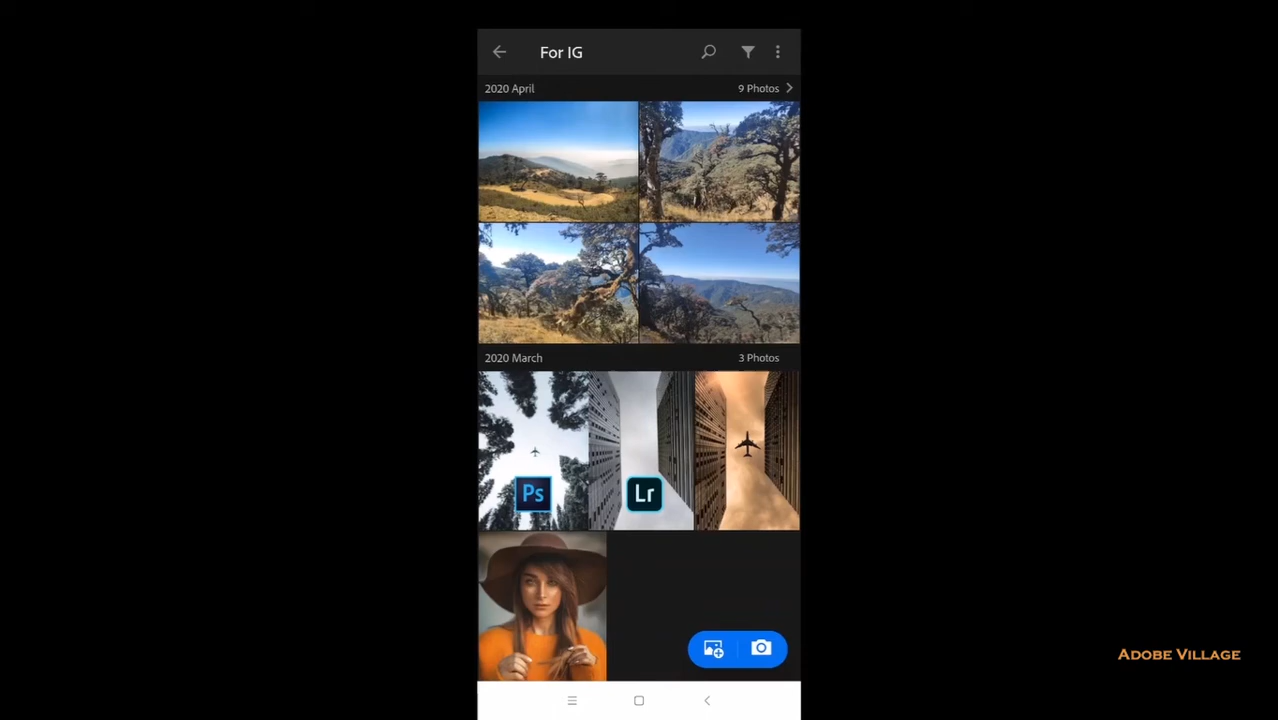 For IG
2020 April 9 Photos
2020 March 3 Photos
Ps Lr
ADOBE VILLAGE